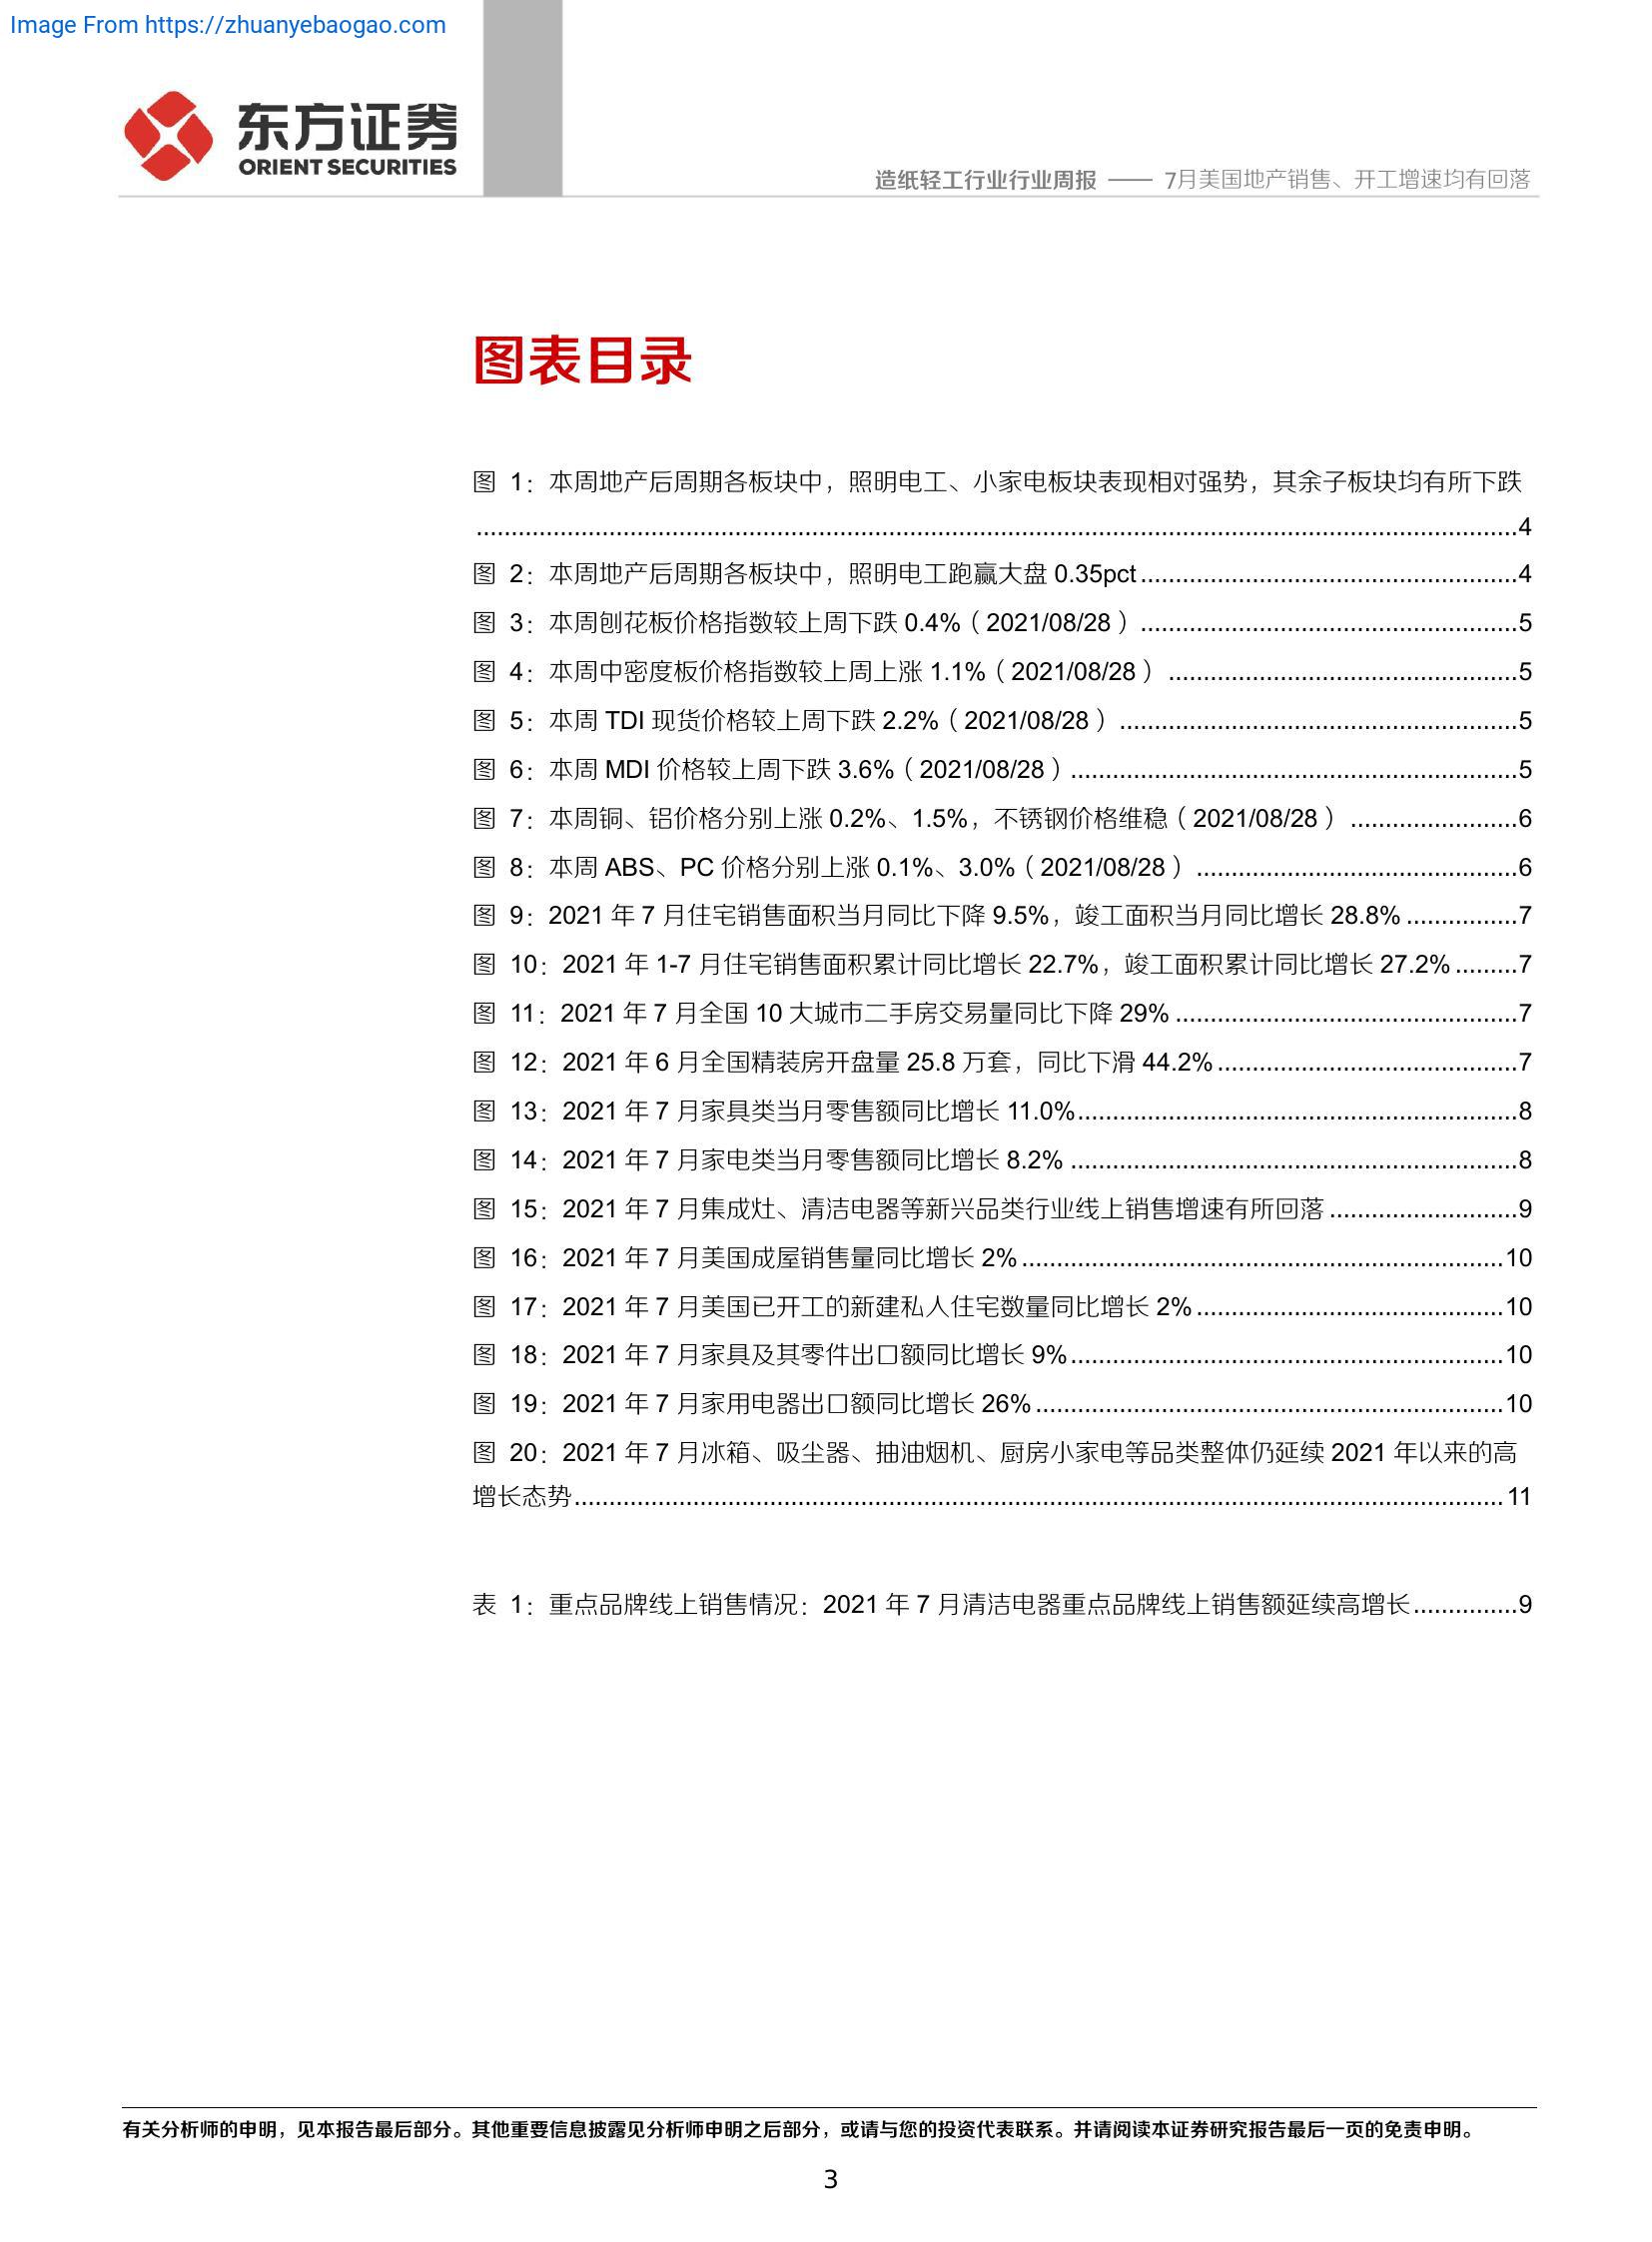 Image From https://zhuanyebaogao.com
东方证券
ORIENT SECURITIES
造纸轻工行业行业周报 —— 7月美国地产销售、开工增速均有回落
图表目录
图 1：本周地产后周期各板块中，照明电工、小家电板块表现相对强势，其余子板块均有所下跌
....................................................................................................................................................4
图 2：本周地产后周期各板块中，照明电工跑赢大盘 0.35pct......................................................4
图 3：本周刨花板价格指数较上周下跌 0.4%（2021/08/28）......................................................5
图 4：本周中密度板价格指数较上周上涨 1.1%（2021/08/28）..................................................5
图 5：本周 TDI 现货价格较上周下跌 2.2%（2021/08/28）.........................................................5
图 6：本周 MDI 价格较上周下跌 3.6%（2021/08/28）................................................................5
图 7：本周铜、铝价格分别上涨 0.2%、1.5%，不锈钢价格维稳（2021/08/28）........................6
图 8：本周 ABS、PC 价格分别上涨 0.1%、3.0%（2021/08/28）..............................................6
图 9：2021 年 7 月住宅销售面积当月同比下降 9.5%，竣工面积当月同比增长 28.8%................7
图 10：2021 年 1-7 月住宅销售面积累计同比增长 22.7%，竣工面积累计同比增长 27.2%.........7
图 11：2021 年 7 月全国 10 大城市二手房交易量同比下降 29%.................................................7
图 12：2021 年 6 月全国精装房开盘量 25.8 万套，同比下滑 44.2%...........................................7
图 13：2021 年 7 月家具类当月零售额同比增长 11.0%...............................................................8
图 14：2021 年 7 月家电类当月零售额同比增长 8.2%................................................................8
图 15：2021 年 7 月集成灶、清洁电器等新兴品类行业线上销售增速有所回落...........................9
图 16：2021 年 7 月美国成屋销售量同比增长 2%.....................................................................10
图 17：2021 年 7 月美国已开工的新建私人住宅数量同比增长 2%............................................10
图 18：2021 年 7 月家具及其零件出口额同比增长 9%..............................................................10
图 19：2021 年 7 月家用电器出口额同比增长 26%...................................................................10
图 20：2021 年 7 月冰箱、吸尘器、抽油烟机、厨房小家电等品类整体仍延续 2021 年以来的高
增长态势.....................................................................................................................................11
表 1：重点品牌线上销售情况：2021 年 7 月清洁电器重点品牌线上销售额延续高增长...............9
有关分析师的申明，见本报告最后部分。其他重要信息披露见分析师申明之后部分，或请与您的投资代表联系。并请阅读本证券研究报告最后一页的免责申明。
3